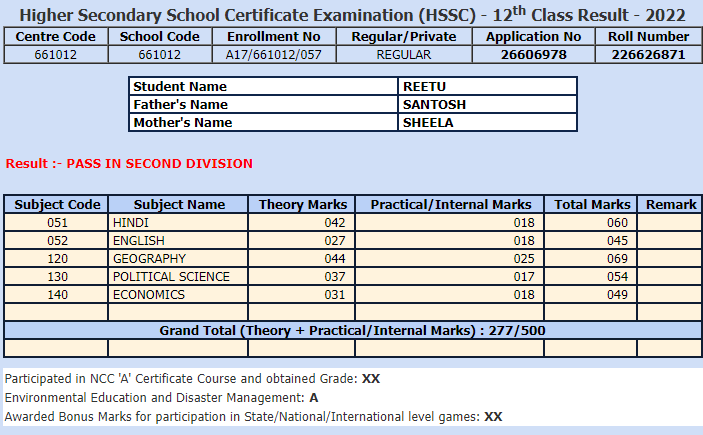 Higher Secondary School Certificate Examination (HSSC) - 12th Class Result - 2022
Centre Code School Code Enrollment No Regular/Private Application No Roll Number
661012 661012 A17/661012/057 REGULAR 26606978 226626871
Student Name REETU
Father's Name SANTOSH
Mother's Name SHEELA
Result :- PASS IN SECOND DIVISION
Subject Code Subject Name Theory Marks Practical/Internal Marks Total Marks Remark
051 HINDI 042 018 060
052 ENGLISH 027 018 045
120 GEOGRAPHY 044 025 069
130 POLITICAL SCIENCE 037 017 054
140 ECONOMICS 031 018 049
Grand Total (Theory + Practical/Internal Marks) : 277/500
Participated in NCC 'A' Certificate Course and obtained Grade: XX
Environmental Education and Disaster Management: A
Awarded Bonus Marks for participation in State/National/International level games: XX